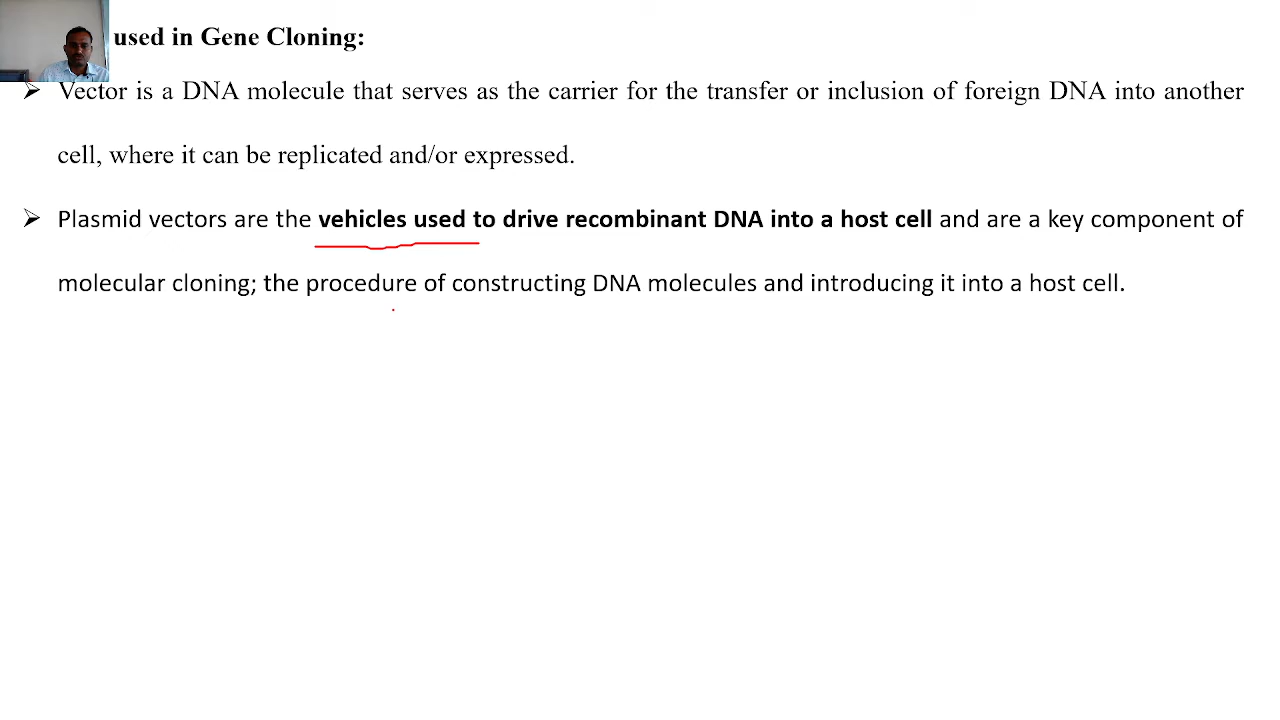 used in Gene Cloning:
➢ Vector is a DNA molecule that serves as the carrier for the transfer or inclusion of foreign DNA into another
cell, where it can be replicated and/or expressed.
➢ Plasmid vectors are the vehicles used to drive recombinant DNA into a host cell and are a key component of
molecular cloning; the procedure of constructing DNA molecules and introducing it into a host cell.